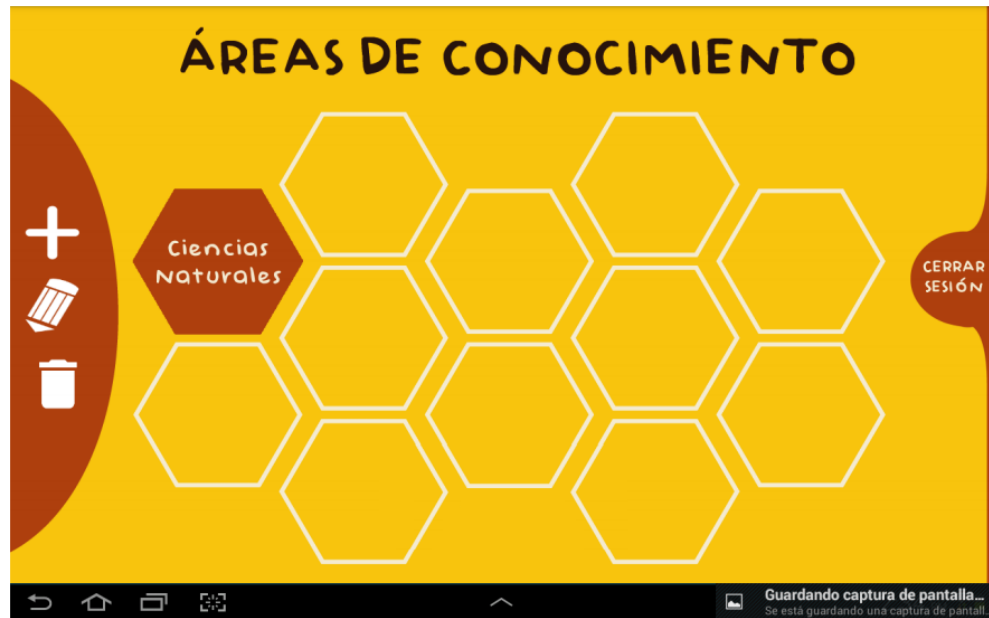 ÁREAS DE CONOCIMIENTO
Ciencias
Naturales
CERRAR
SESIÓN
Guardando captura de pantalla...
Se está guardando una captura de pantall.